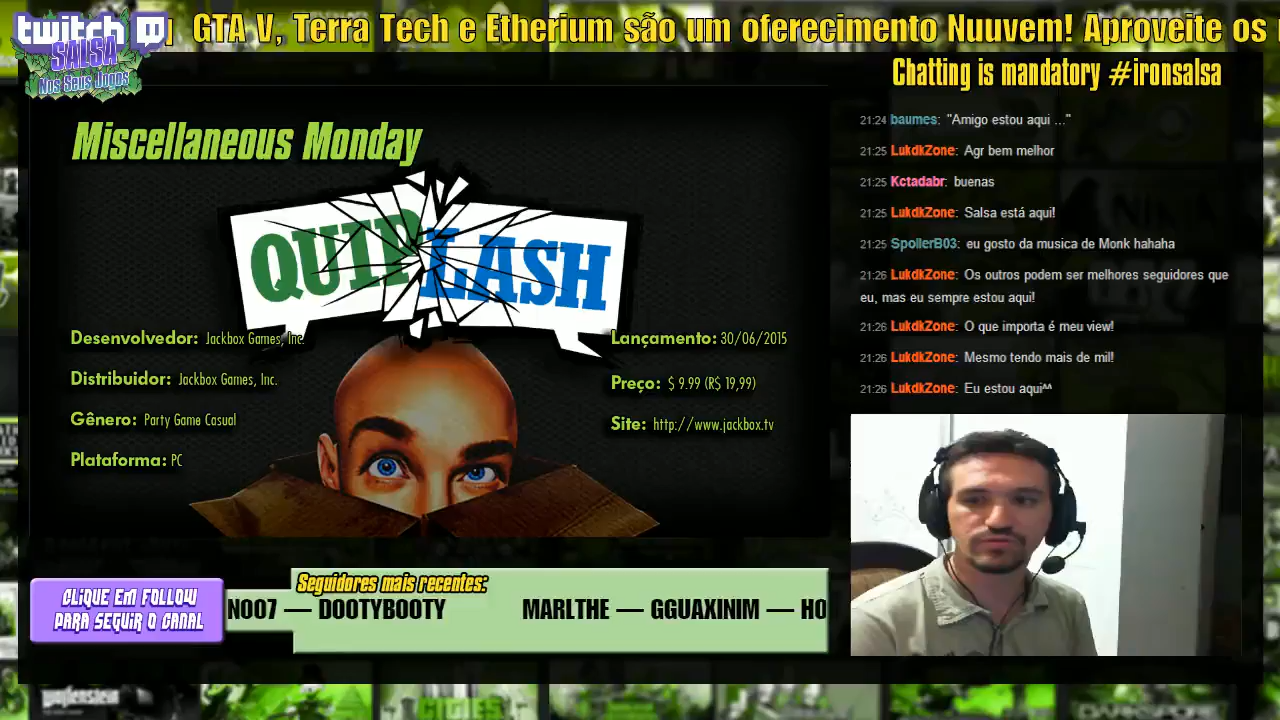 GTA V, Terra Tech e Etherium são um oferecimento Nuuvem! Aproveite os
twitch
SALSA
Nos Seus Jogos
Chatting is mandatory #ironsalsa
Miscellaneous Monday
QUIPLASH
Desenvolvedor: Jackbox Games, Inc.
Distribuidor: Jackbox Games, Inc.
Gênero: Party Game Casual
Plataforma: PC
Lançamento: 30/06/2015
Preço: $ 9.99 (R$ 19,99)
Site: http://www.jackbox.tv
21:24 baumes: "Amigo estou aqui ..."
21:25 LukdkZone: Agr bem melhor
21:25 Kctadabr: buenas
21:25 LukdkZone: Salsa está aqui!
21:25 SpollerB03: eu gosto da musica de Monk hahaha
21:26 LukdkZone: Os outros podem ser melhores seguidores que
eu, mas eu sempre estou aqui!
21:26 LukdkZone: O que importa é meu view!
21:26 LukdkZone: Mesmo tendo mais de mil!
21:26 LukdkZone: Eu estou aqui^^
CLIQUE EM FOLLOW
PARA SEGUIR O CANAL
Seguidores mais recentes:
N007 — DOOTYBOOTY MARLTHE — GGUAXINIM — HO
Wolfenstein